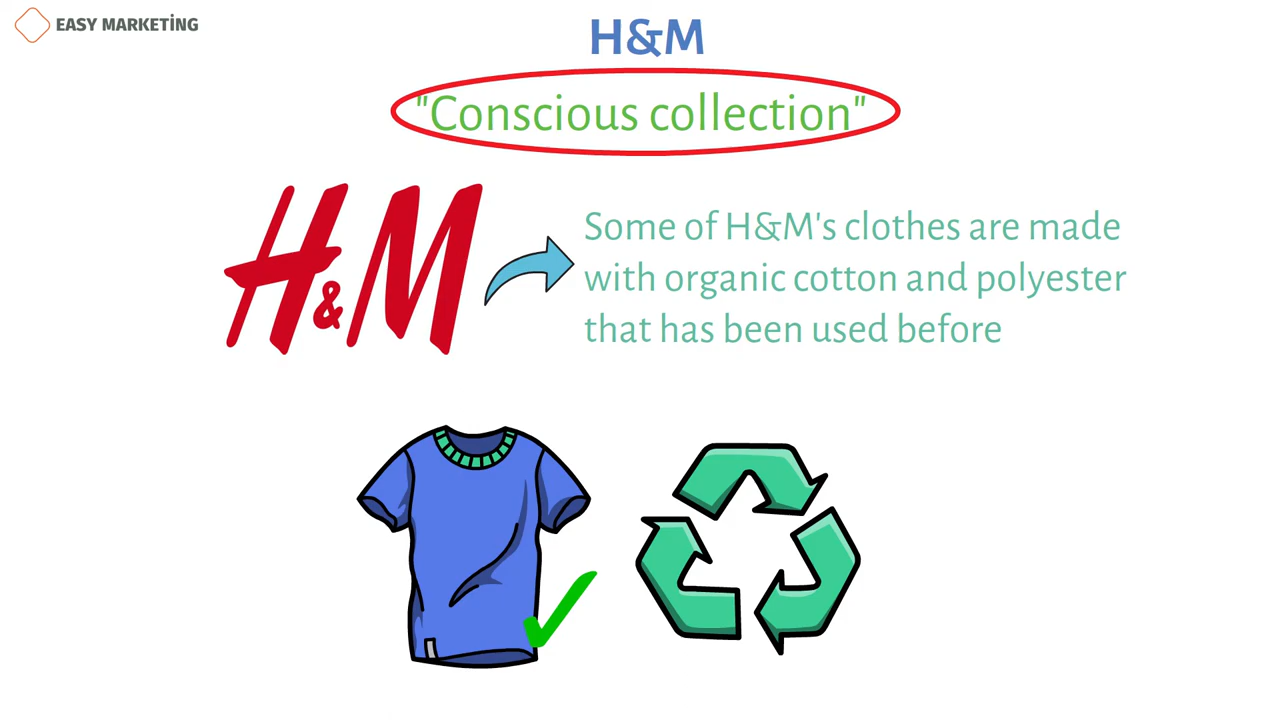 EASY MARKETİNG
H&M
"Conscious collection"
H&M
Some of H&M's clothes are made
with organic cotton and polyester
that has been used before